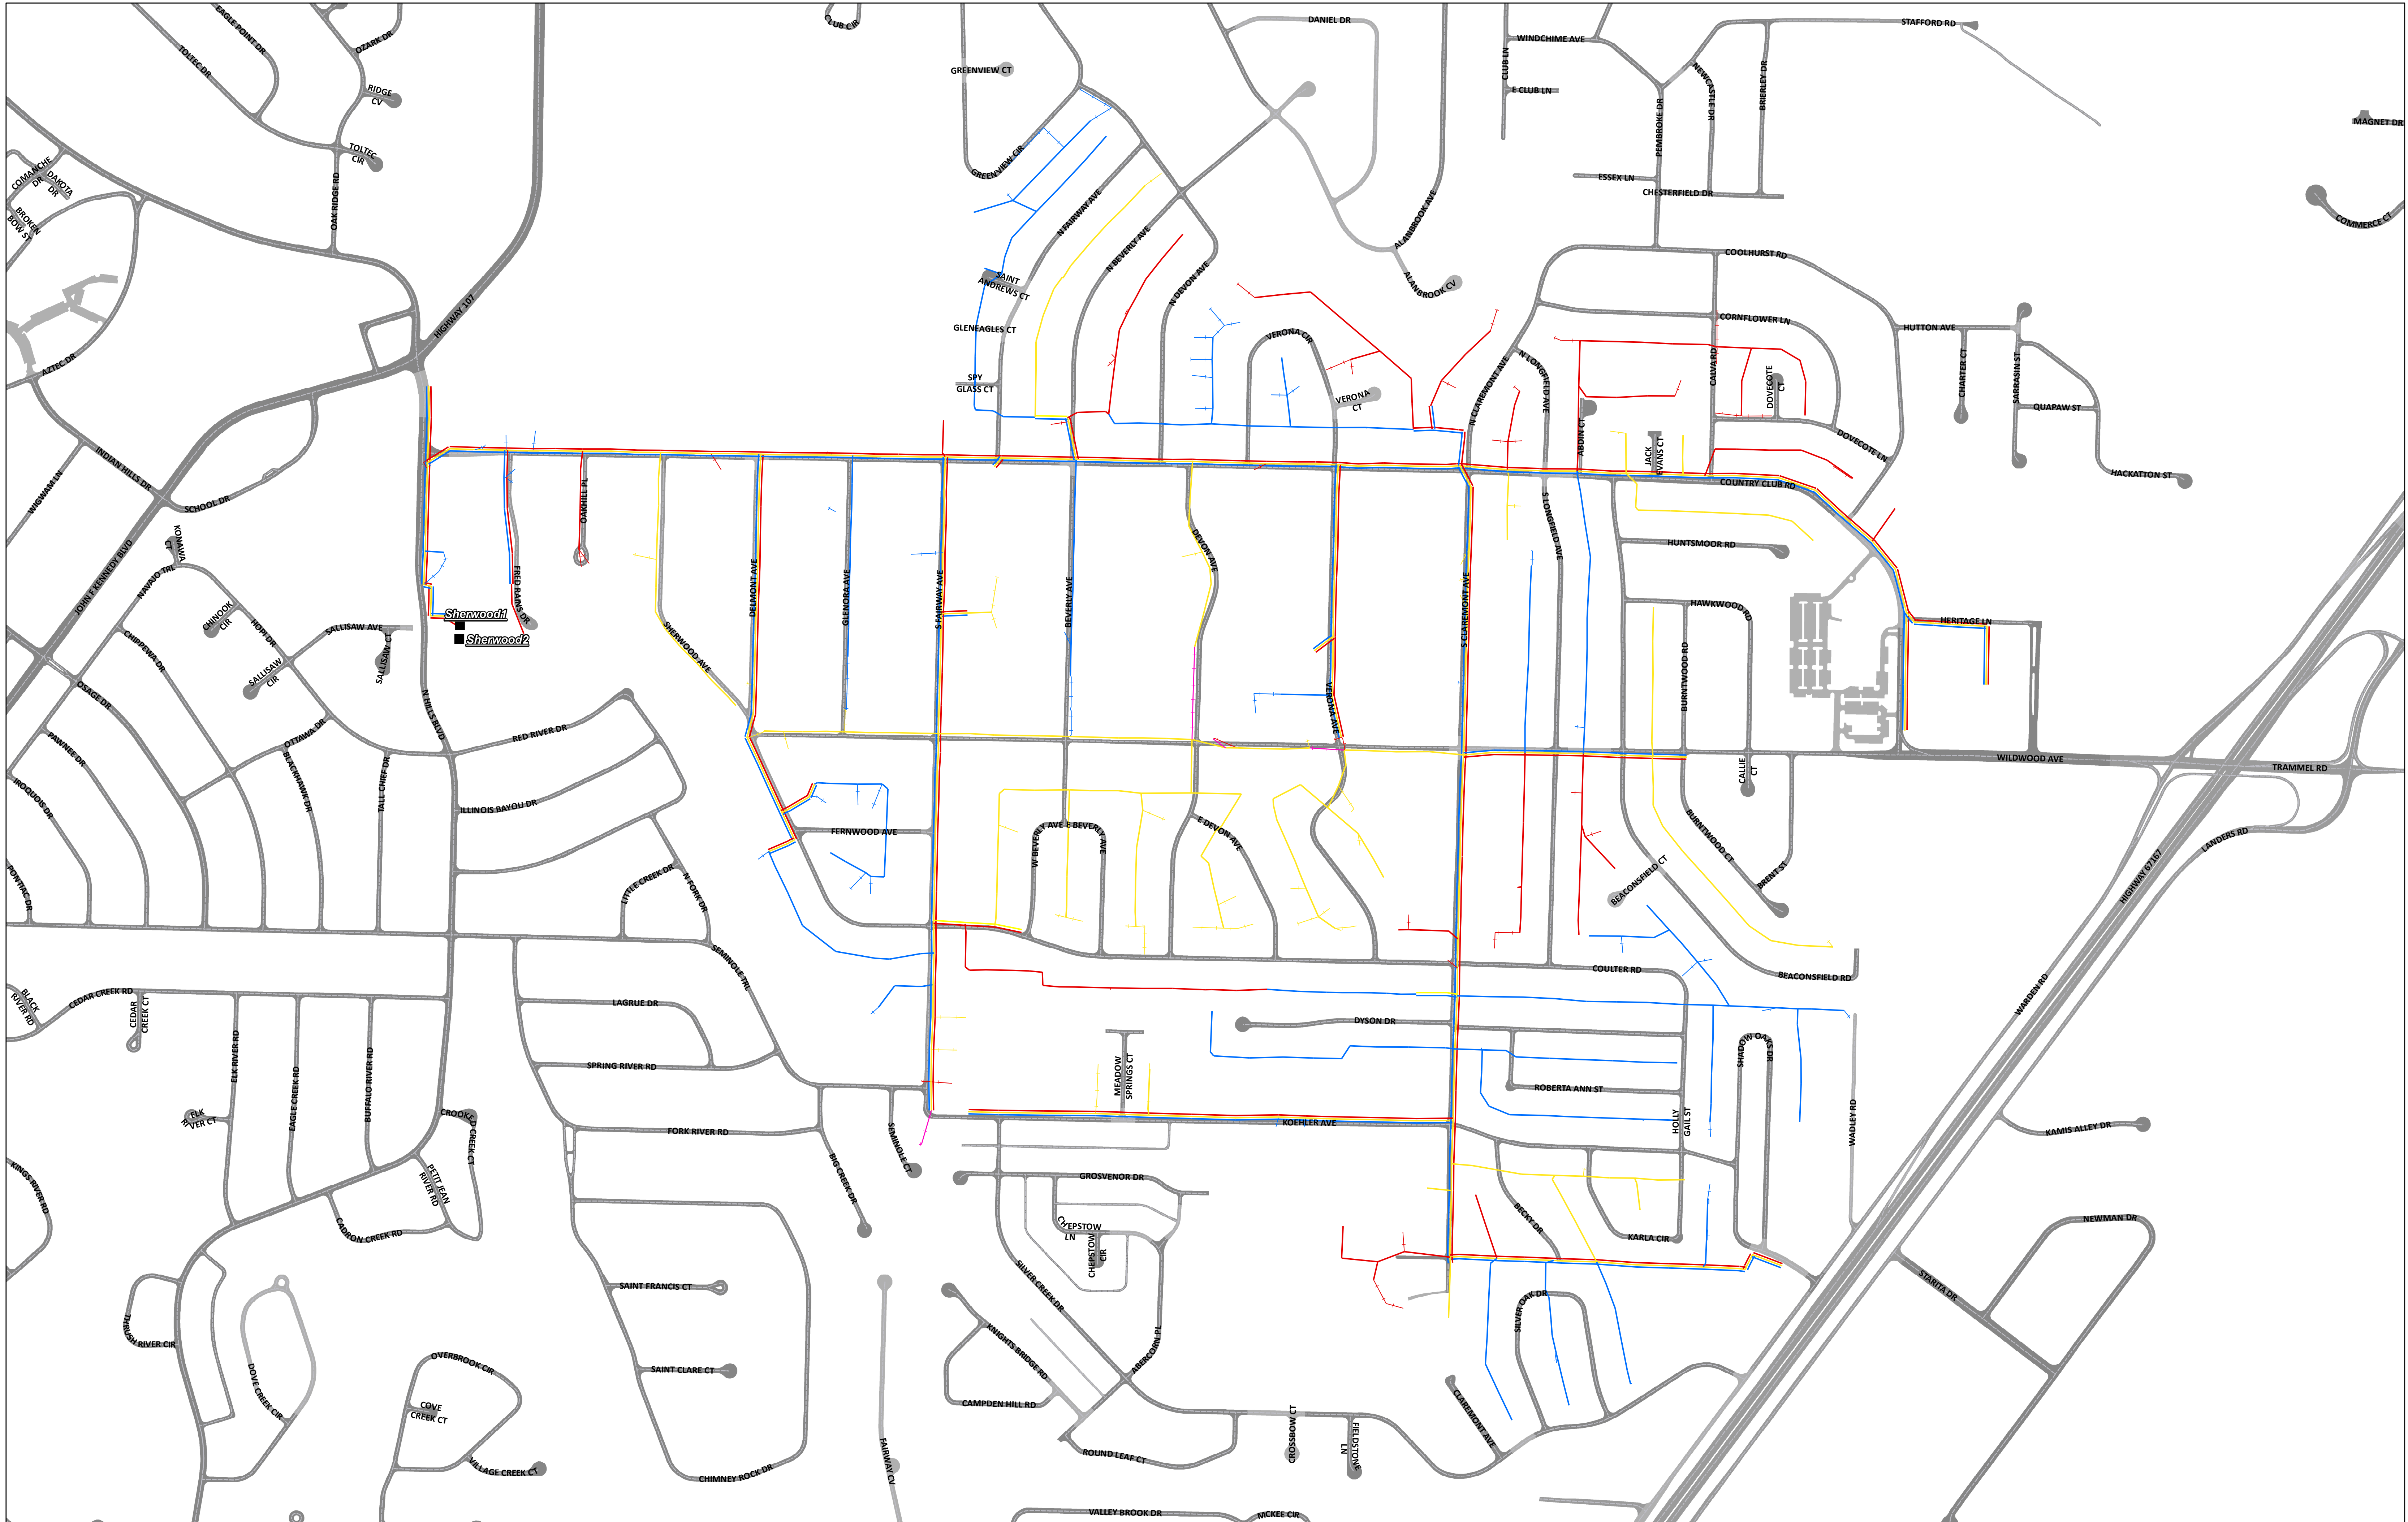 EAGLE POINT DR
TOLTEC DR
OZARK DR
CLUB CIR
DANIEL DR
STAFFORD RD
WINDCHIME AVE
CLUB LN
E CLUB LN
GREENVIEW CT
NEWCASTLE DR
BRIERLEY DR
RIDGE
CV
PEMBROKE DR
MAGNET DR
TOLTEC
CIR
GREENVIEW CIR
COMANCHE
DR
DAKOTA
DR
OAK RIDGE RD
ESSEX LN
CHESTERFIELD DR
BROKEN
BOW ST
N FAIRWAY AVE
ALANBROOK AVE
COMMERCE CT
N BEVERLY AVE
COOLHURST RD
SAINT
ANDREWS CT
N DEVON AVE
ALANBROOK CV
HIGHWAY 107
GLENEAGLES CT
VERONA CIR
CORNFLOWER LN
HUTTON AVE
AZTEC DR
N CLAREMONT AVE
N LONGFIELD AVE
CALVA RD
DOVECOTE
CT
CHARTER CT
SARRASIN ST
SPY
GLASS CT
VERONA
CT
QUAPAW ST
ARDIN CT
JACK
EVANS CT
DOVECOTE LN
INDIAN HILLS DR
WIGWAM LN
HACKATTON ST
SCHOOL DR
OAKHILL PL
COUNTRY CLUB RD
S LONGFIELD AVE
KONAWA
CT
JOHN F KENNEDY BLVD
NAVAJO TRL
DEVON AVE
HUNTSMOOR RD
FRED RAINS DR
DELMONT AVE
GLENORA AVE
S FAIRWAY AVE
BEVERLY AVE
S CLAREMONT AVE
HAWKWOOD RD
CHINOOK
CIR
Sherwood1
HERITAGE LN
HOPI DR
SALLISAW AVE
Sherwood2
CHIPPEWA DR
SALLISAW CT
SALLISAW
CIR
SHERWOOD AVE
BURNTWOOD RD
OSAGE DR
N HILLS BLVD
VERONA AVE
RED RIVER DR
OTTAWA DR
PAWNEE DR
BLACKHAWK DR
TALL CHIEF DR
CALLIE
CT
WILDWOOD AVE
TRAMMEL RD
IROQUOIS DR
ILLINOIS BAYOU DR
FERNWOOD AVE
W BEVERLY AVE
E BEVERLY AVE
E DEVON AVE
BURNTWOOD CT
LANDERS RD
PONTIAC DR
LITTLE CREEK DR
N FORK DR
BEACONSFIELD CT
BRENT ST
HIGHWAY 67167
SEMINOLE TRL
COULTER RD
BEACONSFIELD RD
BLACK
RIVER RD
CEDAR CREEK RD
CEDAR
CREEK CT
LAGRUE DR
WARDEN RD
DYSON DR
SHADOW OAKS DR
ELK RIVER RD
EAGLE CREEK RD
BUFFALO RIVER RD
SPRING RIVER RD
MEADOW
SPRINGS CT
ROBERTA ANN ST
ELK
RIVER CT
CROOKED CREEK CT
HOLLY
GAIL ST
WADLEY RD
KOEHLER AVE
FORK RIVER RD
SEMINOLE CT
KAMIS ALLEY DR
KINGS RIVER RD
PETIT JEAN
RIVER RD
BIG CREEK DR
GROSVENOR DR
CADRON CREEK RD
CHEPSTOW
LN
CHEPSTOW
CIR
BECKY DR
KARLA CIR
NEWMAN DR
SILVER CREEK DR
SAINT FRANCIS CT
STARITA DR
THRUSH RIVER CIR
SILVER OAK DR
KNIGHTS BRIDGE RD
ABERCORN PL
DOVE CREEK CIR
OVERBROOK CIR
SAINT CLARE CT
COVE
CREEK CT
CAMPDEN HILL RD
CLAREMONT AVE
CROSSBOW CT
FIELDSTONE
LN
FAIRWAY CV
ROUND LEAF CT
VILLAGE CREEK CT
CHIMNEY ROCK DR
VALLEY BROOK DR
MCKEE CIR